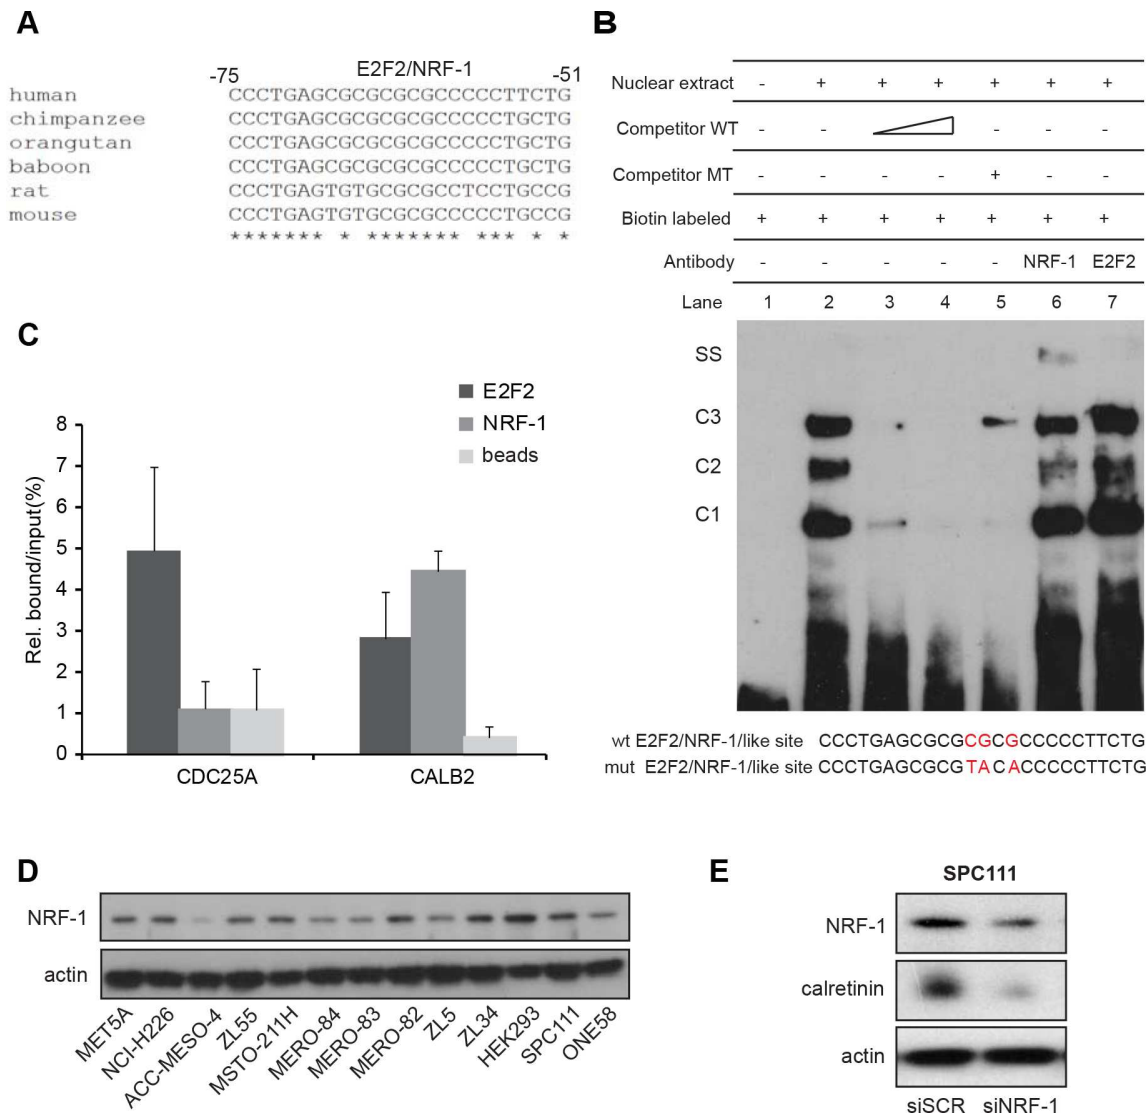 A
E2F2/NRF-1
-75 -51
human CCCTGAGCGCGCGCGCCCCCTTCTG
chimpanzee CCCTGAGCGCGCGCGCCCCCTGCTG
orangutan CCCTGAGCGCGCGCGCCCCCTGCTG
baboon CCCTGAGCGCGCGCGCCCCCTGCTG
rat CCCTGAGTGTGCGCGCCTCCTGCCG
mouse CCCTGAGTGTGCGCGCCCCCTGCCG
******* * ******* *** * *
B
Nuclear extract - + + + + + +
Competitor WT - - - - -
Competitor MT - - - - + - -
Biotin labeled + + + + + + +
Antibody - - - - - NRF-1 E2F2
Lane 1 2 3 4 5 6 7
SS
C3
C2
C1
wt E2F2/NRF-1/like site CCCTGAGCGCGCGCGCCCCCTTCTG
mut E2F2/NRF-1/like site CCCTGAGCGCGTACACCCCCTTCTG
C
E2F2
NRF-1
beads
Rel. bound/input(%)
8
7
6
5
4
3
2
1
0
CDC25A CALB2
D
NRF-1
actin
MET5A NCI-H226 ACC-MESO-4 ZL55 MSTO-211H MERO-84 MERO-83 MERO-82 ZL5 ZL34 HEK293 SPC111 ONE58
E
SPC111
NRF-1
calretinin
actin
siSCR siNRF-1